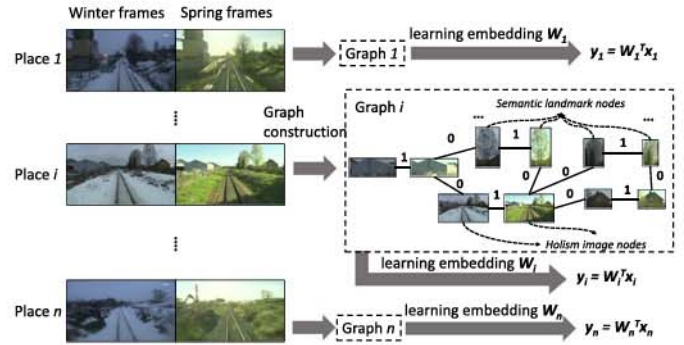 Winter frames Spring frames
Place 1
Graph 1
learning embedding W1
y1 = W1ᵀx1
Graph construction
Place i
Graph i
Semantic landmark nodes
... ...
0 1 0 1
1
0 0 0 0
1 0 1
Holism image nodes
learning embedding Wi
yi = Wiᵀxi
Place n
Graph n
learning embedding Wn
yn = Wnᵀxn